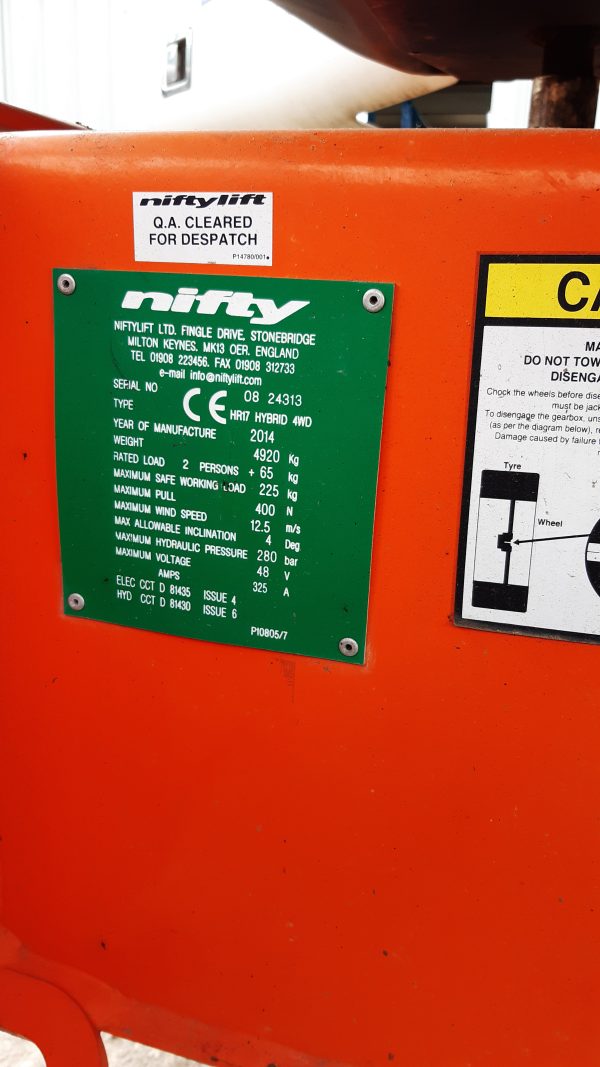 niftylift
Q.A. CLEARED
FOR DESPATCH
P14780/001
nifty
NIFTYLIFT LTD. FINGLE DRIVE, STONEBRIDGE
MILTON KEYNES. MK13 OER. ENGLAND
TEL 01908 223456. FAX 01908 312733
e-mail info@niftylift.com
SERIAL NO 08 24313
CE
TYPE HR17 HYBRID 4WD
YEAR OF MANUFACTURE 2014
WEIGHT 4920 Kg
RATED LOAD 2 PERSONS + 65 kg
MAXIMUM SAFE WORKING LOAD 225 kg
MAXIMUM PULL 400 N
MAXIMUM WIND SPEED 12.5 m/s
MAX ALLOWABLE INCLINATION 4 Deg
MAXIMUM HYDRAULIC PRESSURE 280 bar
MAXIMUM VOLTAGE 48 V
AMPS 325 A
ELEC CCT D 81435 ISSUE 4
HYD CCT D 81430 ISSUE 6
P10805/7
CA
MA
DO NOT TOW
DISENGA
Check the wheels before dise
must be jack
To disengage the gearbox, uns
(as per the diagram below), re
Damage caused by failure
Tyre
Wheel